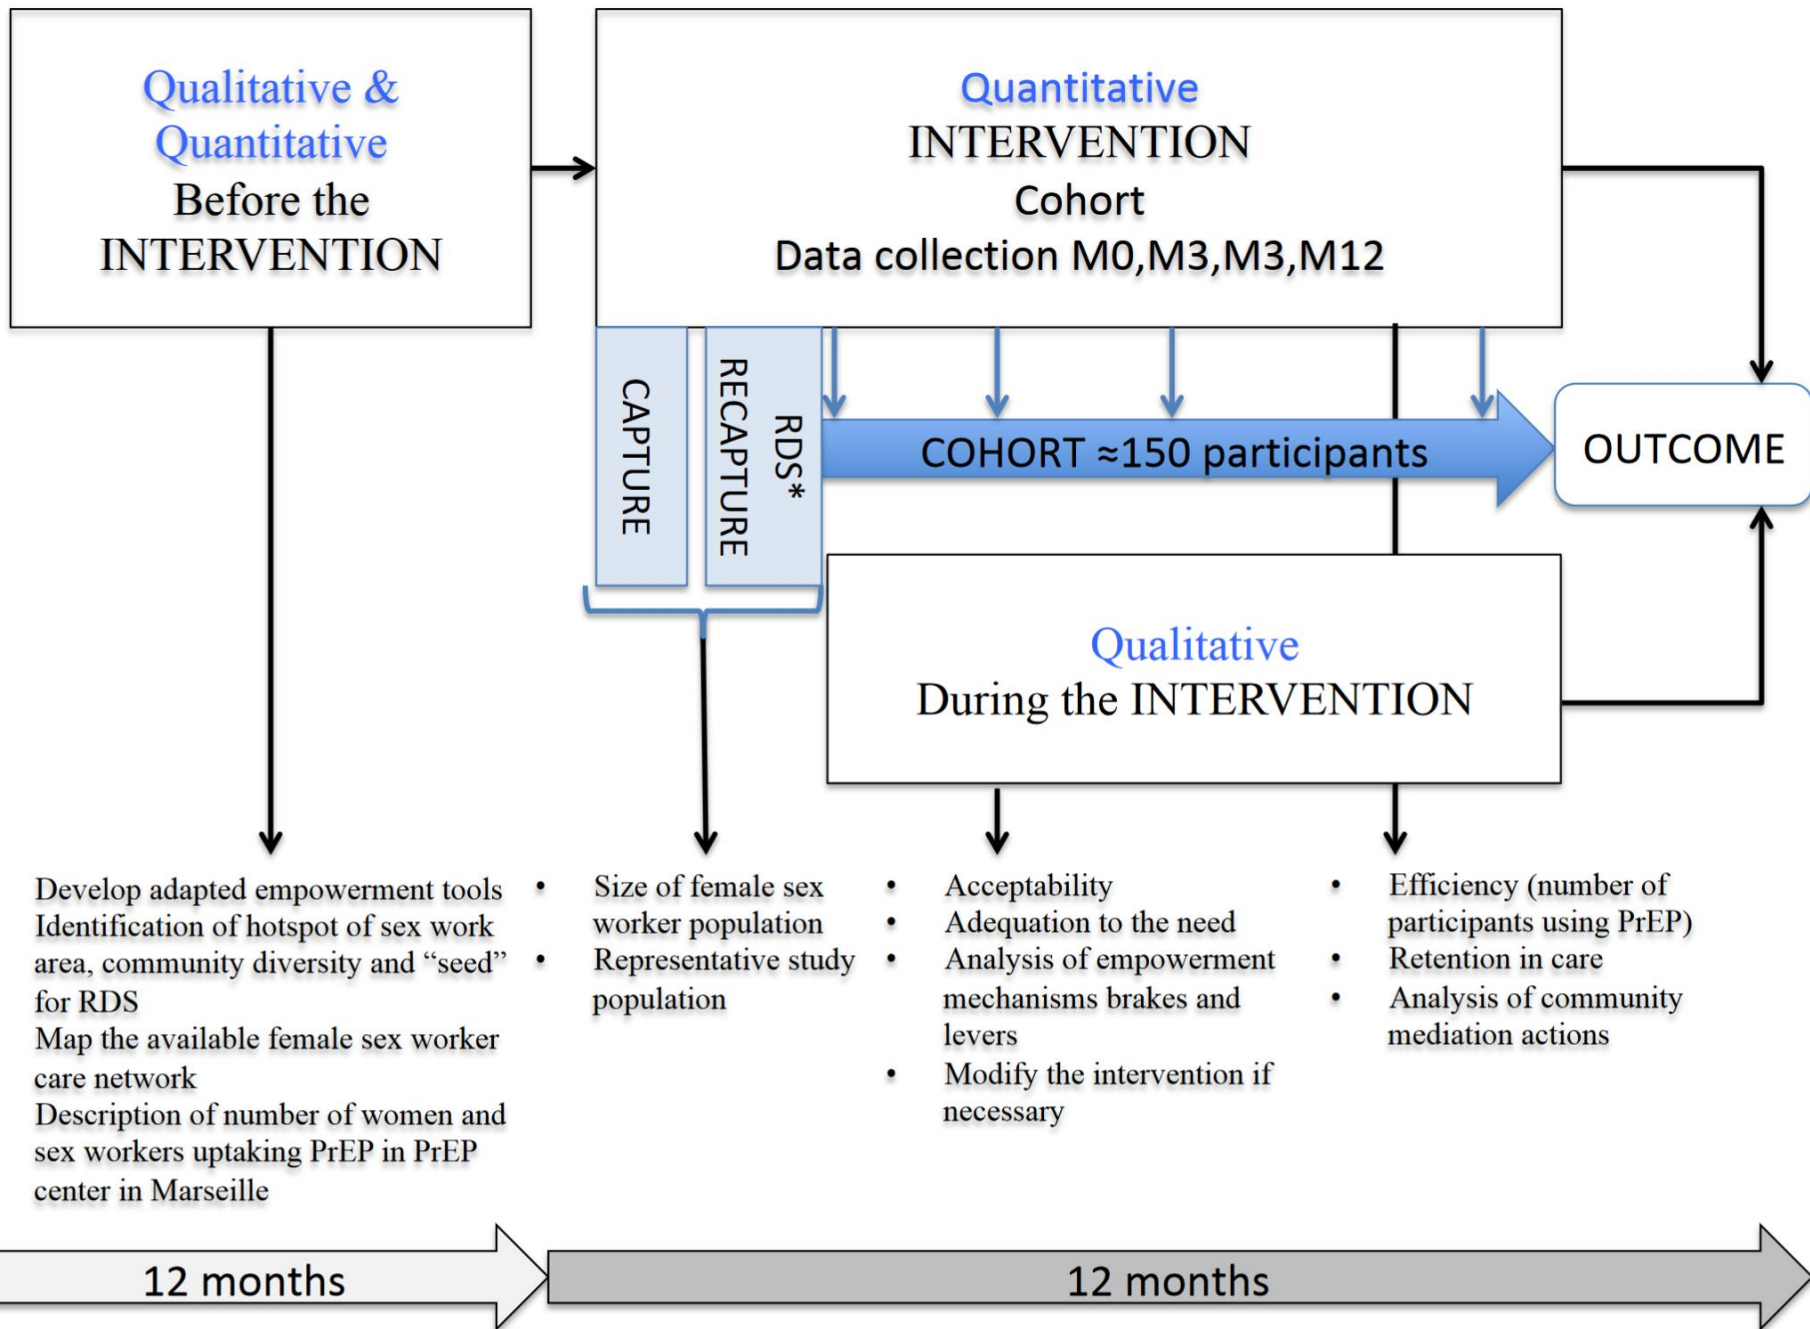 Qualitative &
Quantitative
Before the
INTERVENTION
Quantitative
INTERVENTION
Cohort
Data collection M0,M3,M3,M12
CAPTURE
RECAPTURE
RDS*
COHORT ≈150 participants
OUTCOME
Qualitative
During the INTERVENTION
Develop adapted empowerment tools
Identification of hotspot of sex work
area, community diversity and “seed”
for RDS
Map the available female sex worker
care network
Description of number of women and
sex workers uptaking PrEP in PrEP
center in Marseille
• Size of female sex
worker population
• Representative study
population
• Acceptability
• Adequation to the need
• Analysis of empowerment
mechanisms brakes and
levers
• Modify the intervention if
necessary
• Efficiency (number of
participants using PrEP)
• Retention in care
• Analysis of community
mediation actions
12 months
12 months